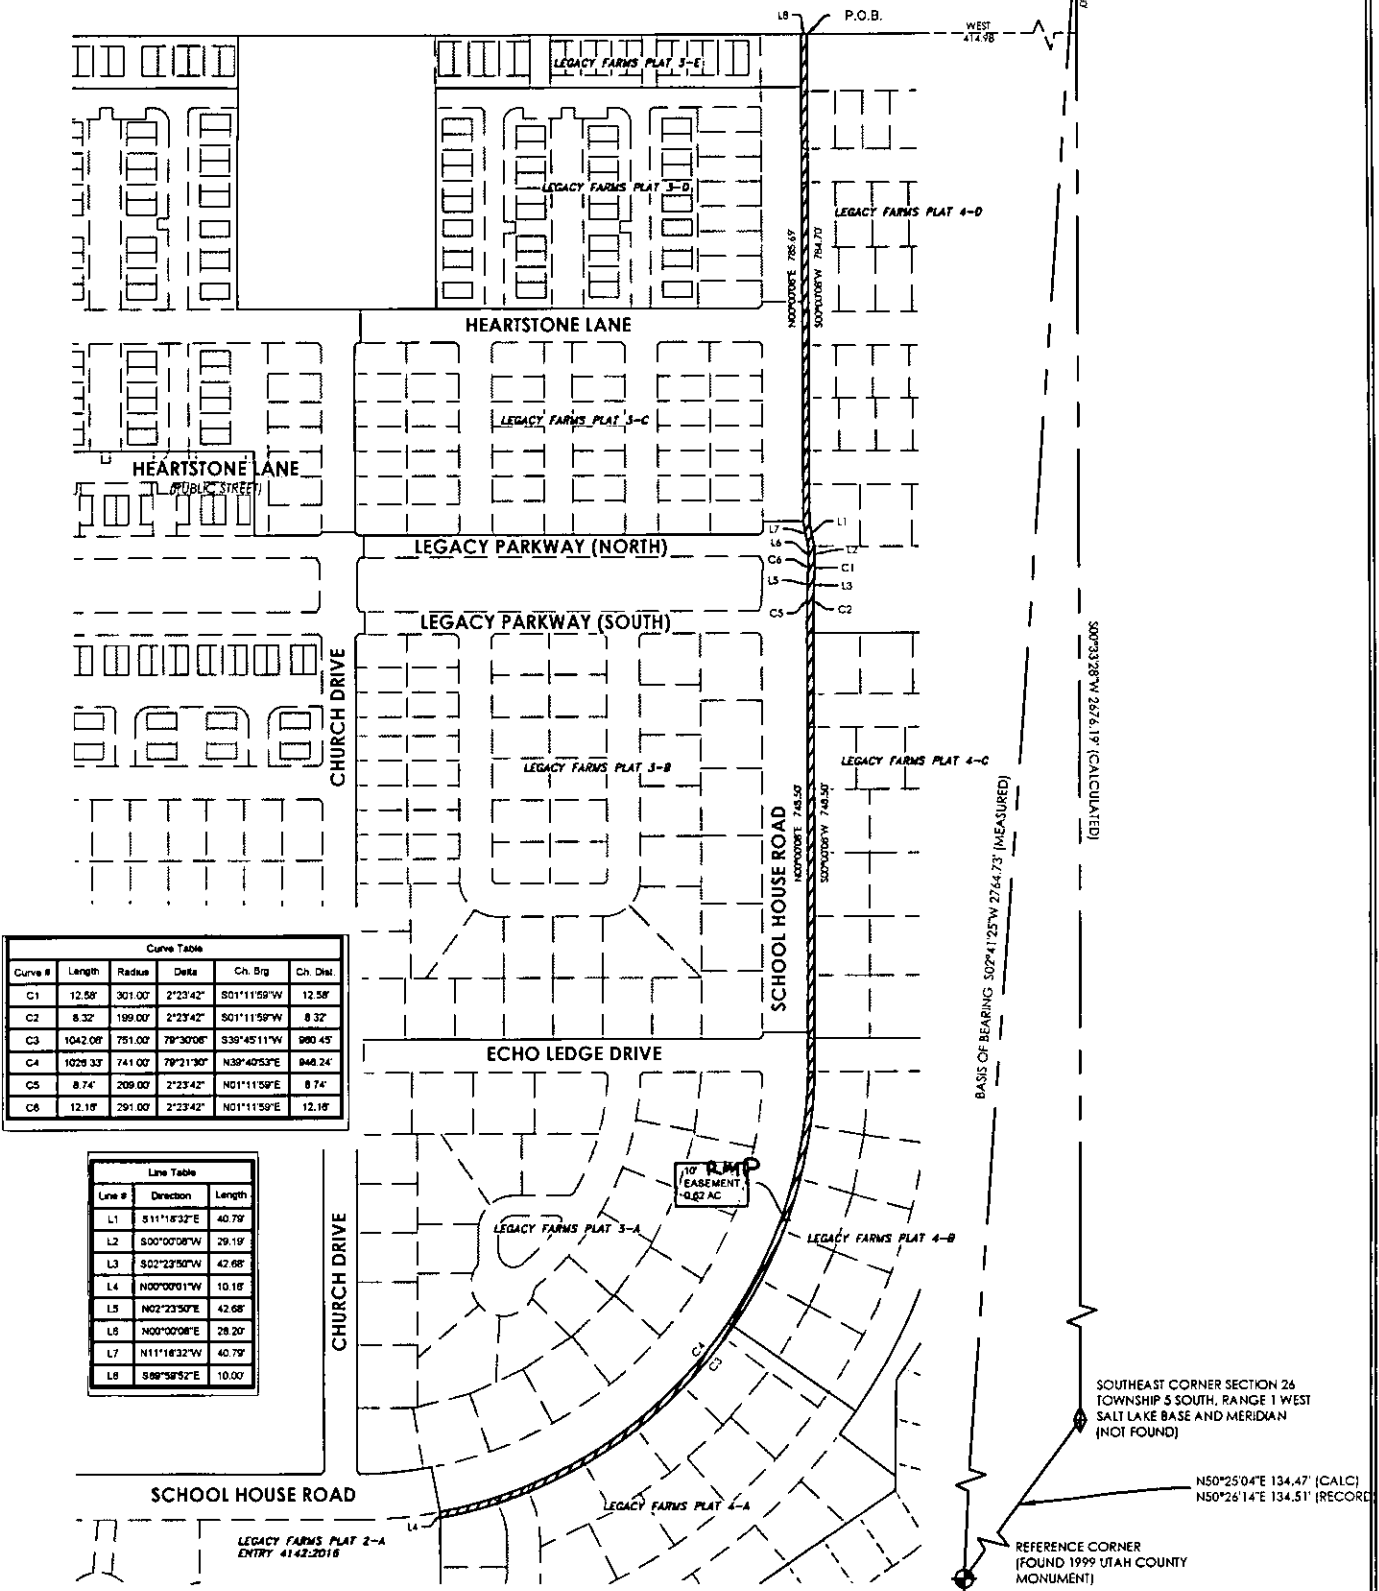 L8
P.O.B.
WEST
414.98
LEGACY FARMS PLAT 3-E
LEGACY FARMS PLAT 3-D
LEGACY FARMS PLAT 4-D
N00°00'08"E 785.69'
S00°00'08"W 784.70'
HEARTSTONE LANE
LEGACY FARMS PLAT 3-C
HEARTSTONE LANE
(PUBLIC STREET)
L7
L1
LEGACY PARKWAY (NORTH)
L6
L2
C6
C1
L5
L3
C5
C2
LEGACY PARKWAY (SOUTH)
CHURCH DRIVE
S00°33'28"W 2676.19' (CALCULATED)
LEGACY FARMS PLAT 3-B
LEGACY FARMS PLAT 4-C
SCHOOL HOUSE ROAD
N00°00'08"E 748.50'
S00°00'08"W 748.50'
BASIS OF BEARING S02°41'25"W 2764.73' (MEASURED)
Curve Table
Curve # Length Radius Delta Ch. Brg Ch. Dist.
C1 12.58' 301.00' 2°23'42" S01°11'59"W 12.58'
C2 8.32' 199.00' 2°23'42" S01°11'59"W 8.32'
C3 1042.06' 751.00' 79°30'06" S39°45'11"W 960.45'
C4 1026.33' 741.00' 79°21'30" N39°40'53"E 946.24'
C5 8.74' 209.00' 2°23'42" N01°11'59"E 8.74'
C6 12.16' 291.00' 2°23'42" N01°11'59"E 12.16'
ECHO LEDGE DRIVE
Line Table
Line # Direction Length
L1 S11°16'32"E 40.79'
L2 S00°00'08"W 29.19'
L3 S02°23'50"W 42.68'
L4 N00°00'01"W 10.16'
L5 N02°23'50"E 42.68'
L6 N00°00'08"E 28.20'
L7 N11°16'32"W 40.79'
L8 S89°59'52"E 10.00'
10' RMP
EASEMENT
0.62 AC
LEGACY FARMS PLAT 3-A
LEGACY FARMS PLAT 4-B
CHURCH DRIVE
C4
C3
SOUTHEAST CORNER SECTION 26
TOWNSHIP 5 SOUTH, RANGE 1 WEST
SALT LAKE BASE AND MERIDIAN
(NOT FOUND)
N50°25'04"E 134.47' (CALC)
N50°26'14"E 134.51' (RECORD
SCHOOL HOUSE ROAD
L4
LEGACY FARMS PLAT 4-A
LEGACY FARMS PLAT 2-A
ENTRY 4142:2016
REFERENCE CORNER
(FOUND 1999 UTAH COUNTY
MONUMENT)